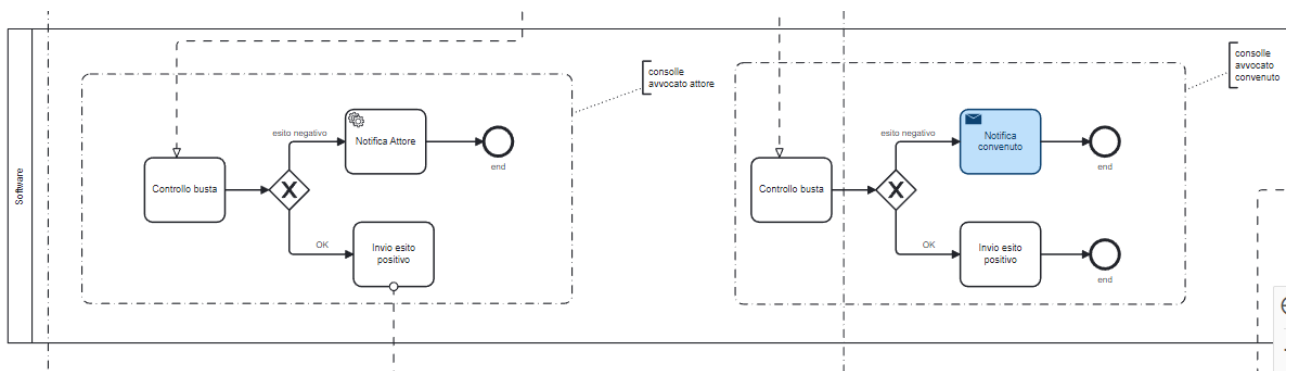 Software
consolle
avvocato attore
esito negativo
Notifica Attore
end
Controllo busta
X
OK
Invio esito
positivo
consolle
avvocato
convenuto
esito negativo
Notifica
convenuto
end
Controllo busta
X
OK
Invio esito
positivo
end